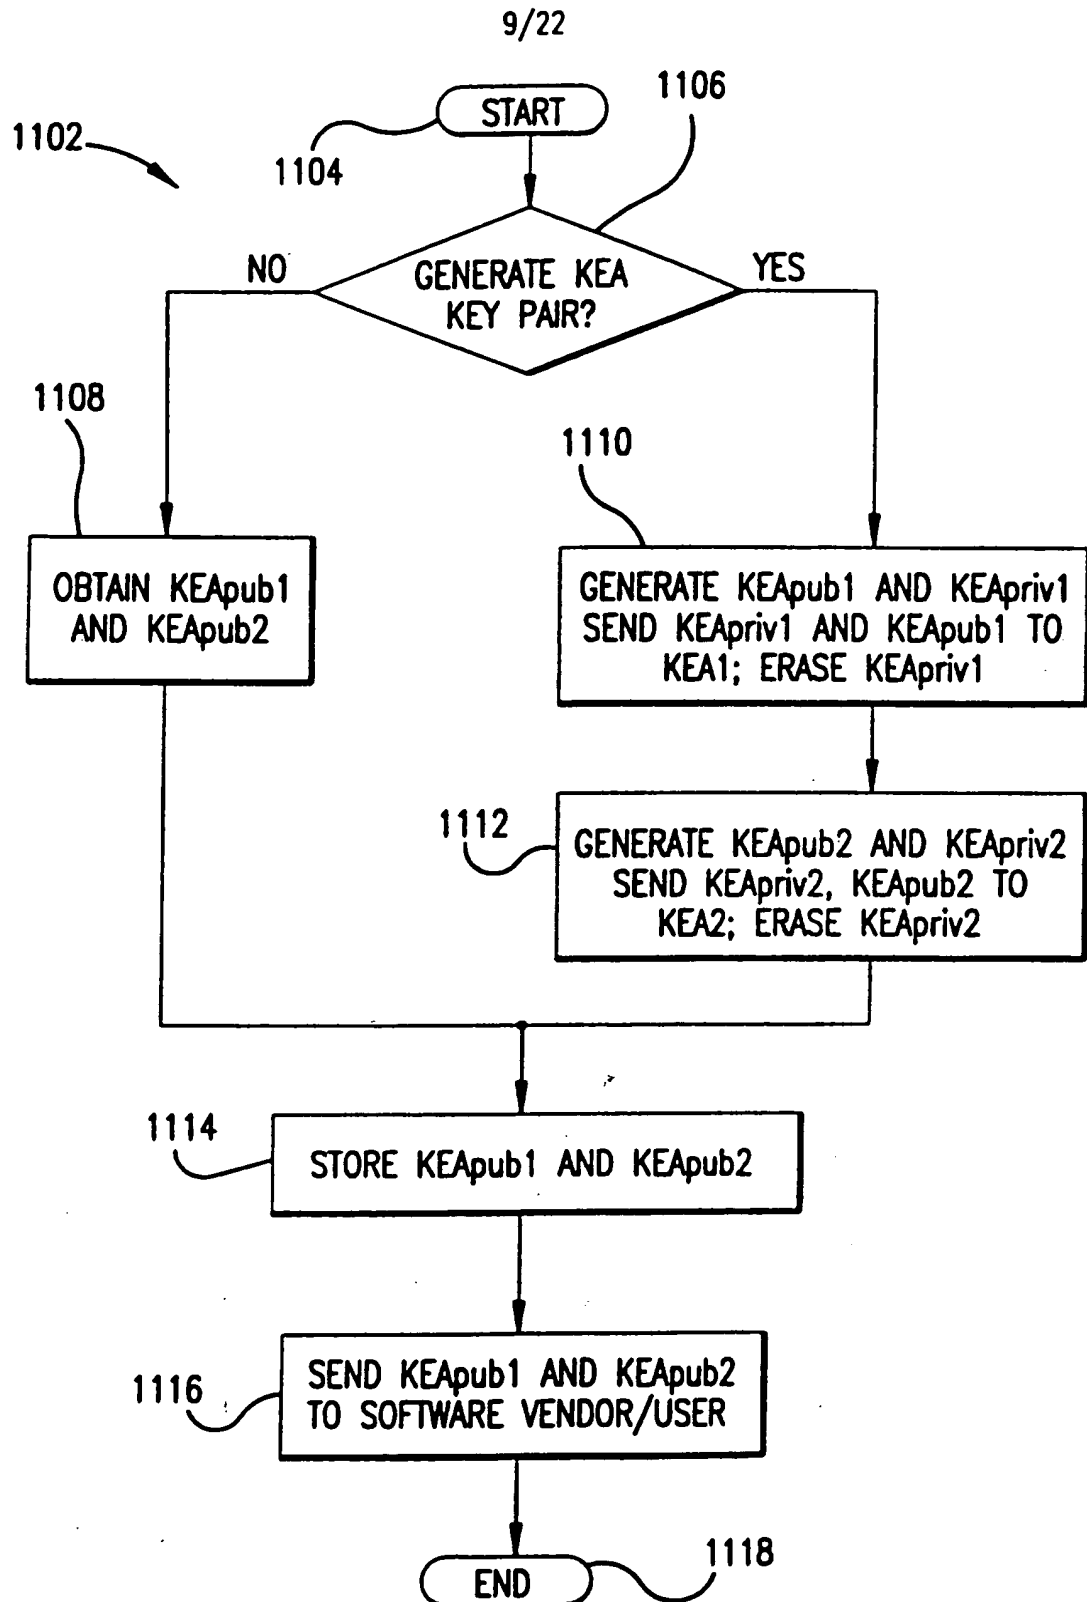 9/22
START
1106
1102
1104
NO
GENERATE KEA
KEY PAIR?
YES
1108
1110
OBTAIN KEApub1
AND KEApub2
GENERATE KEApub1 AND KEApriv1
SEND KEApriv1 AND KEApub1 TO
KEA1; ERASE KEApriv1
1112
GENERATE KEApub2 AND KEApriv2
SEND KEApriv2, KEApub2 TO
KEA2; ERASE KEApriv2
1114
STORE KEApub1 AND KEApub2
1116
SEND KEApub1 AND KEApub2
TO SOFTWARE VENDOR/USER
END
1118